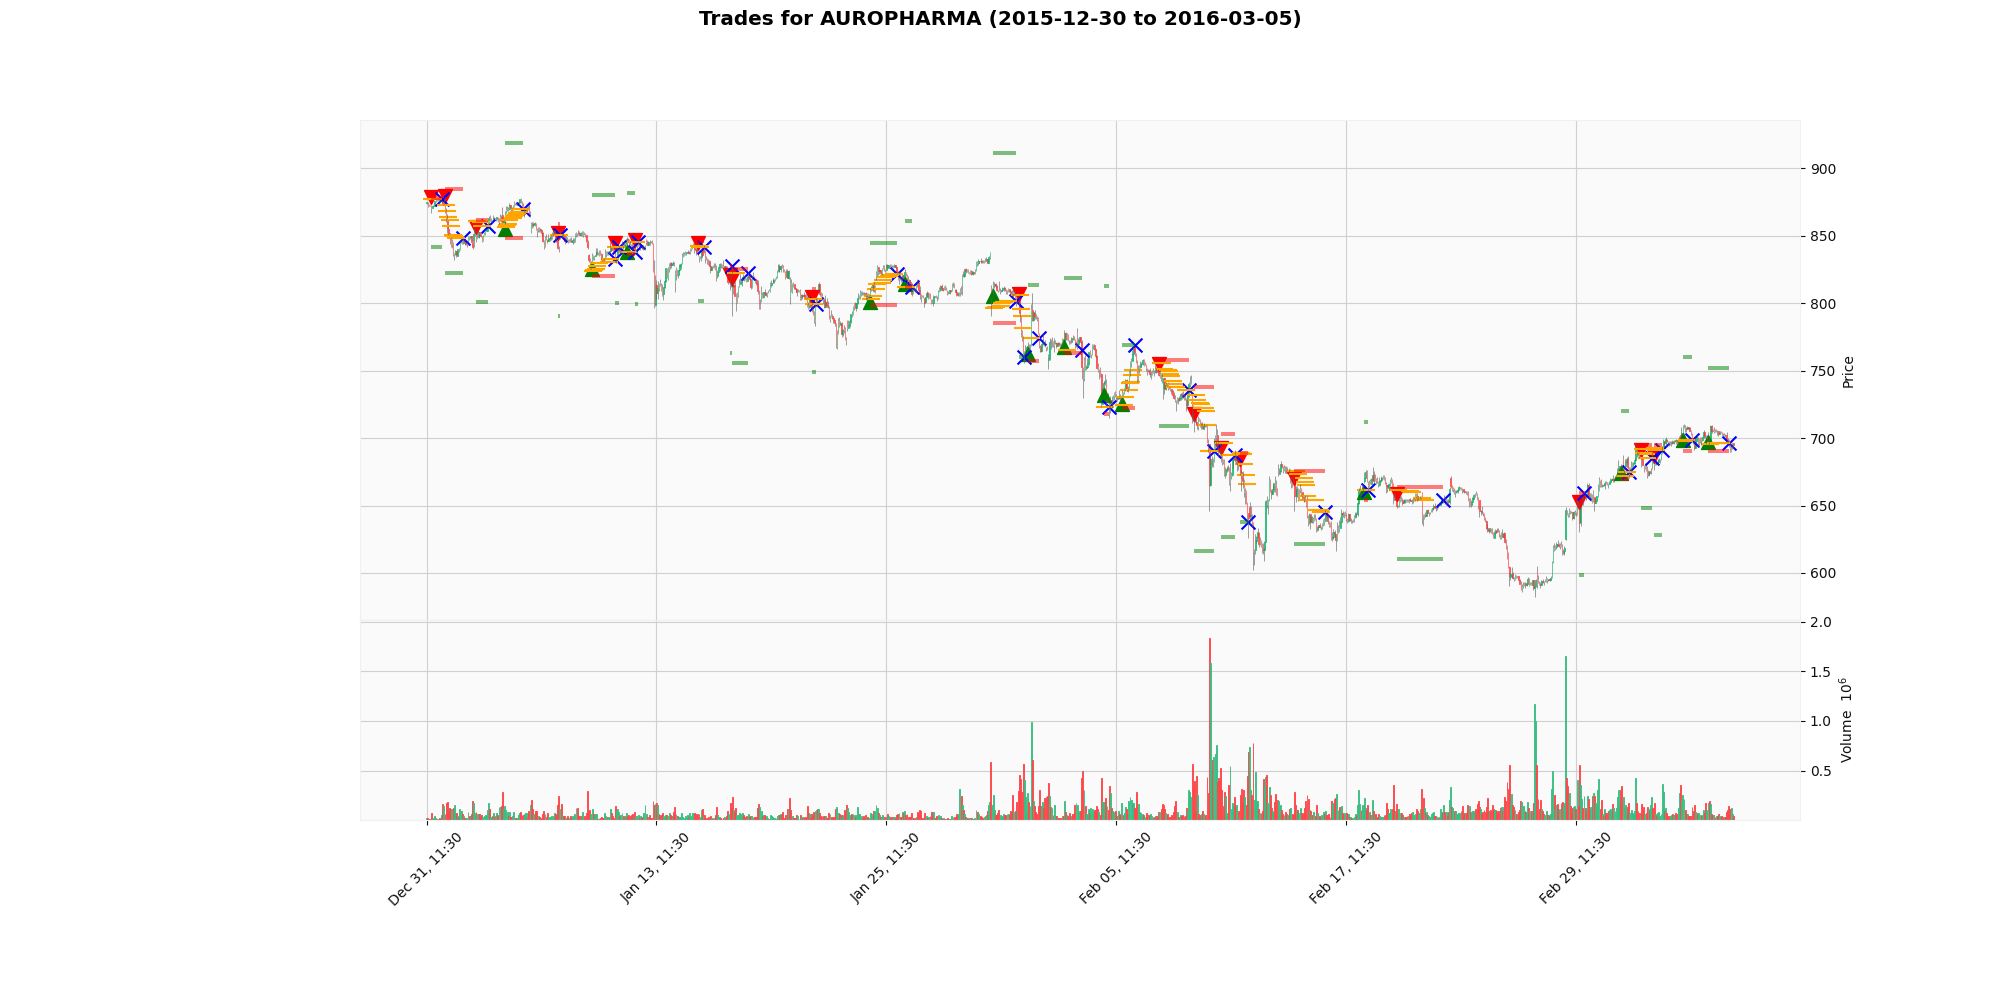 Trades for AUROPHARMA (2015-12-30 to 2016-03-05)
900
850
800
750
700
650
600
Price
2.0
1.5
1.0
0.5
Volume 10^6
Dec 31, 11:30
Jan 13, 11:30
Jan 25, 11:30
Feb 05, 11:30
Feb 17, 11:30
Feb 29, 11:30